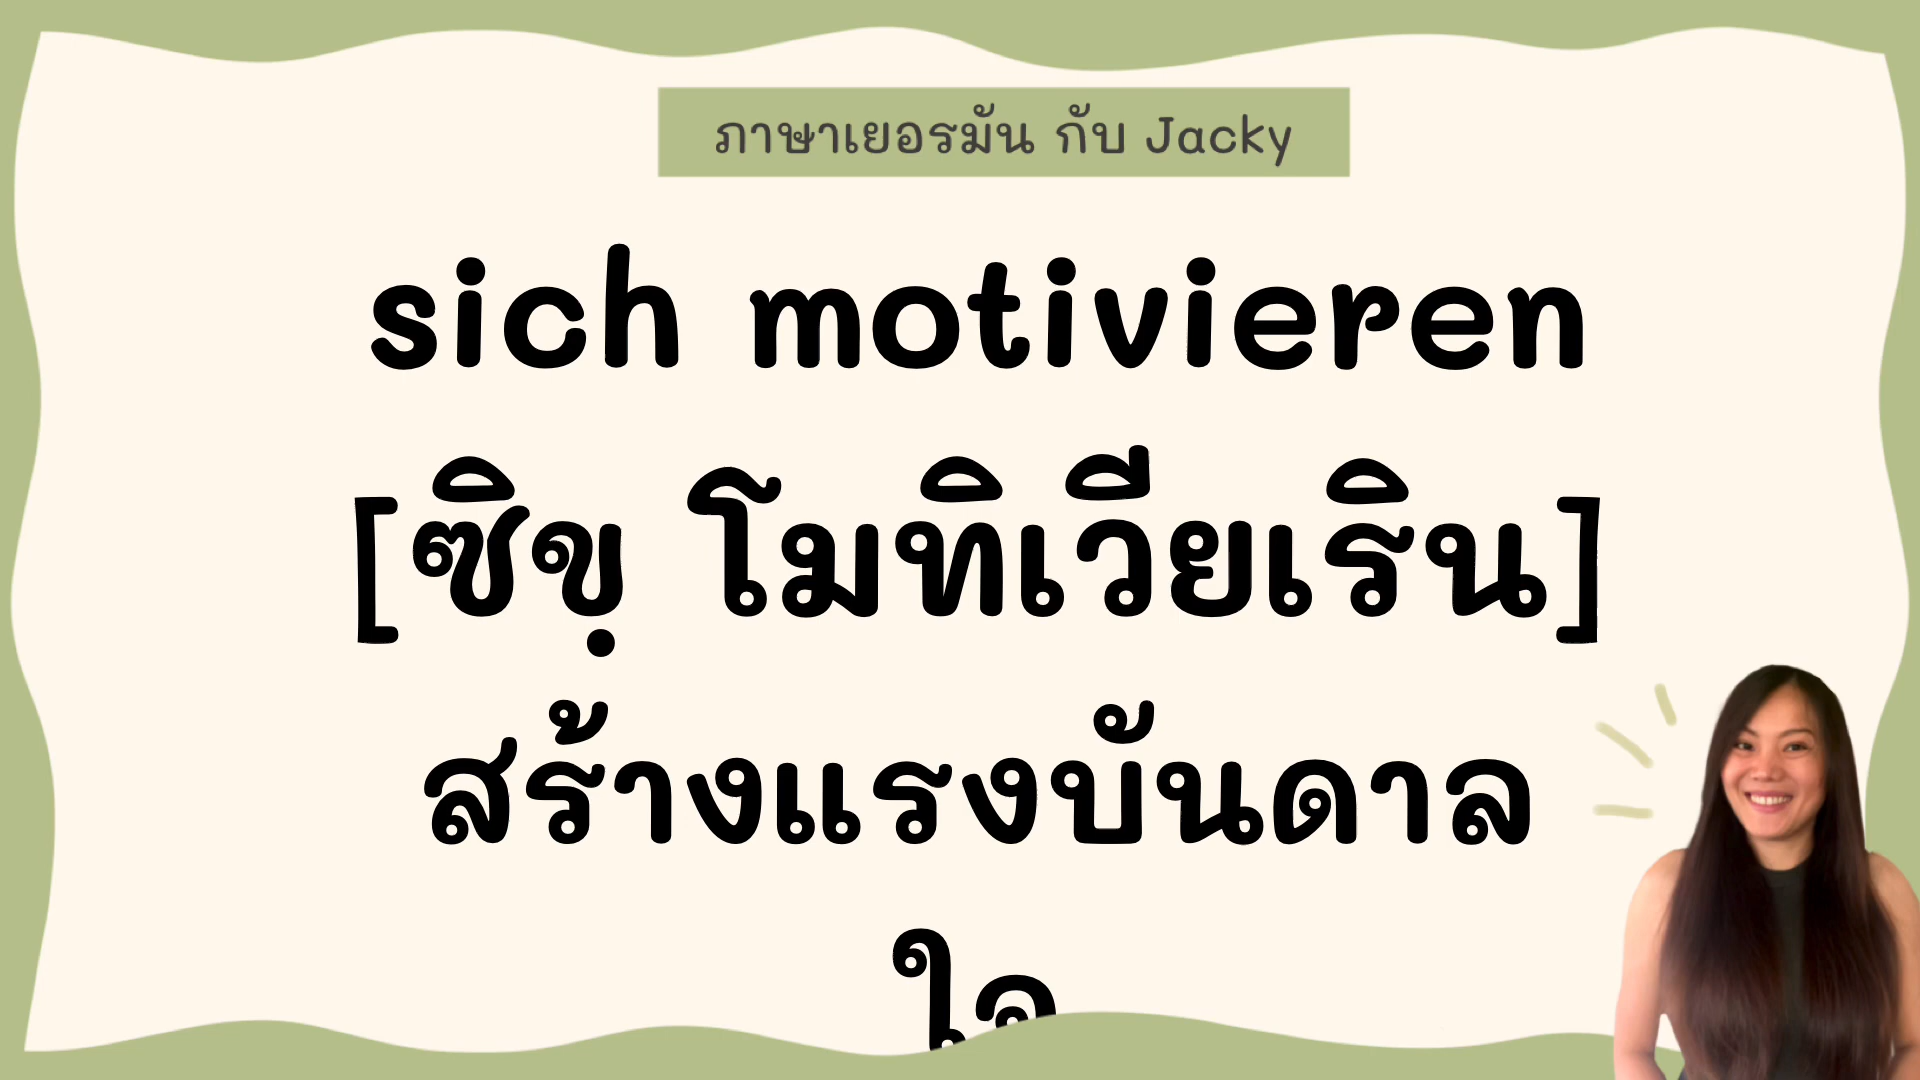 ภาษาเยอรมัน กับ Jacky
sich motivieren
[ซิขฺ โมทิเวียเริน]
สร้างแรงบันดาล
ใจ